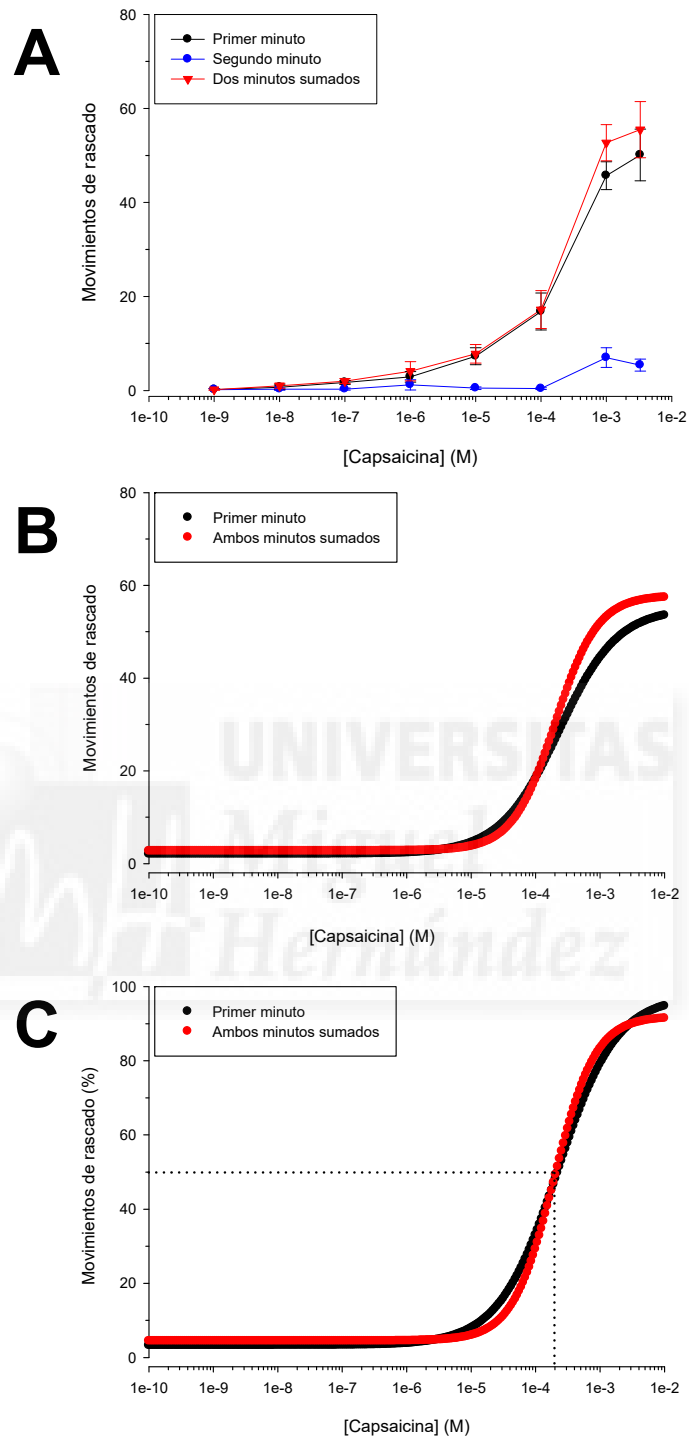 A
Primer minuto
Segundo minuto
Dos minutos sumados
Movimientos de rascado
80
60
40
20
0
1e-10 1e-9 1e-8 1e-7 1e-6 1e-5 1e-4 1e-3 1e-2
[Capsaicina] (M)
B
Primer minuto
Ambos minutos sumados
Movimientos de rascado
80
60
40
20
0
1e-10 1e-9 1e-8 1e-7 1e-6 1e-5 1e-4 1e-3 1e-2
[Capsaicina] (M)
UNIVERSITAS
Miguel
Hernández
C
Primer minuto
Ambos minutos sumados
Movimientos de rascado (%)
100
80
60
40
20
0
1e-10 1e-9 1e-8 1e-7 1e-6 1e-5 1e-4 1e-3 1e-2
[Capsaicina] (M)